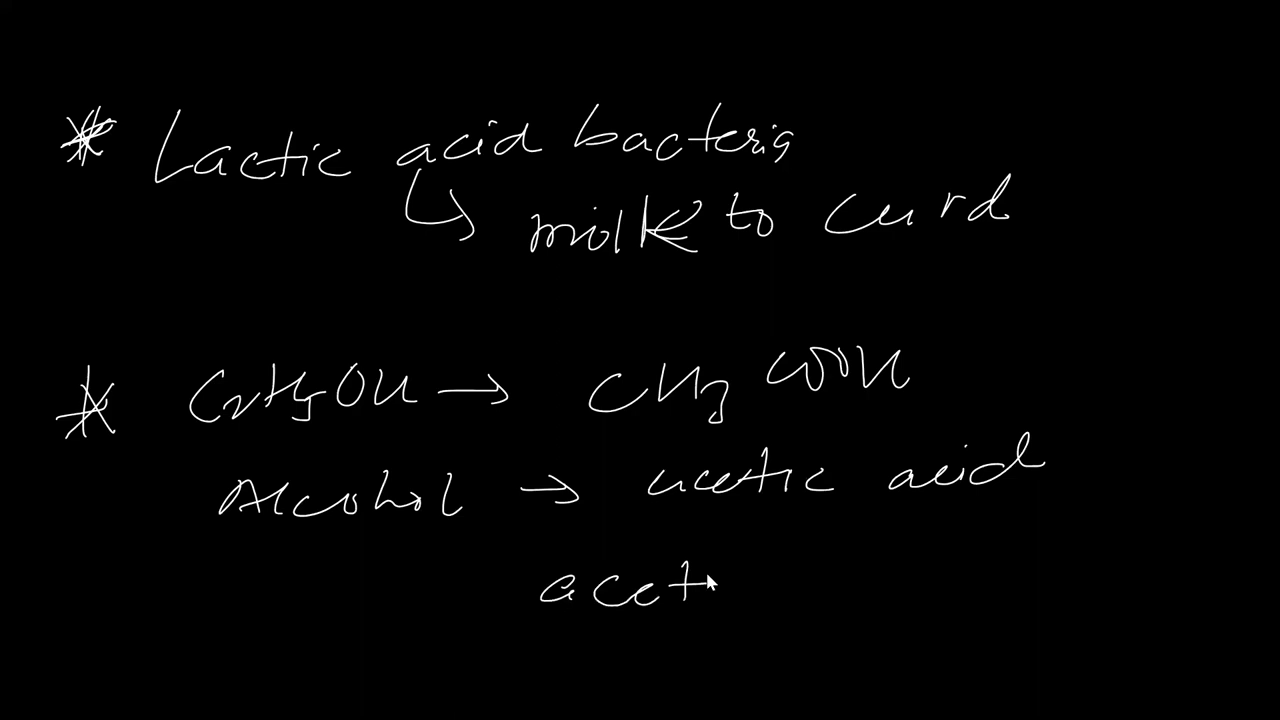 * Lactic acid bacteria
↳ milk to curd
* C2H5OH → CH3COOH
Alcohol → acetic acid
acet